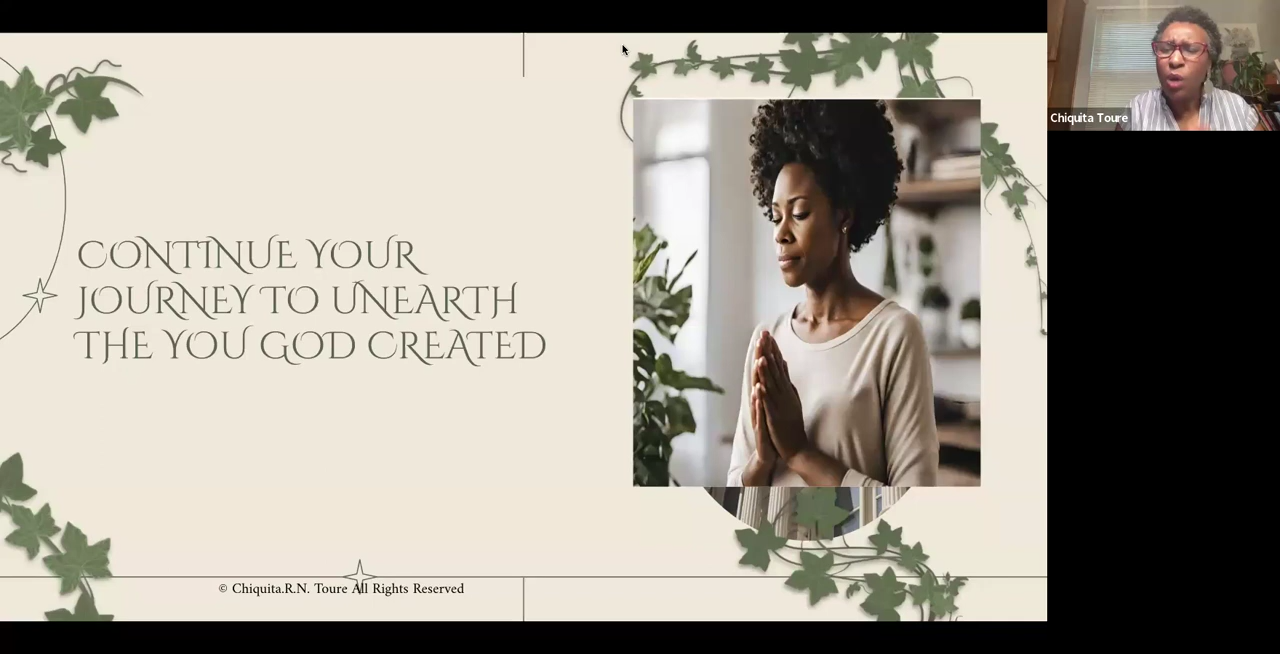 CONTINUE YOUR
JOURNEY TO UNEARTH
THE YOU GOD CREATED
© Chiquita.R.N. Toure All Rights Reserved
Chiquita Toure